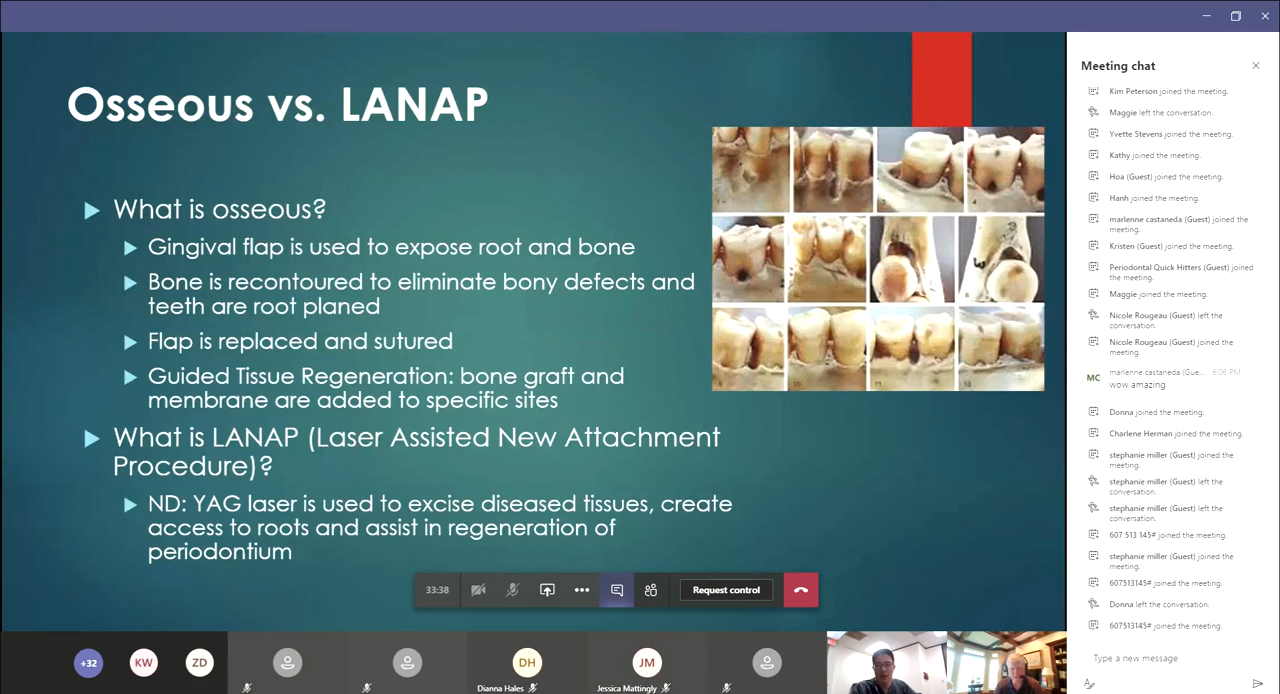 Osseous vs. LANAP
What is osseous?
Gingival flap is used to expose root and bone
Bone is recontoured to eliminate bony defects and
teeth are root planed
Flap is replaced and sutured
Guided Tissue Regeneration: bone graft and
membrane are added to specific sites
What is LANAP (Laser Assisted New Attachment
Procedure)?
ND: YAG laser is used to excise diseased tissues, create
access to roots and assist in regeneration of
periodontium
33:38
Request control
+32
KW
ZD
DH
Dianna Hales
JM
Jessica Mattingly
Meeting chat
Kim Peterson joined the meeting.
Maggie left the conversation.
Yvette Stevens joined the meeting.
Kathy joined the meeting.
Hoa (Guest) joined the meeting.
Hanh joined the meeting.
marlenne castaneda (Guest) joined the
meeting.
Kristen (Guest) joined the meeting.
Periodontal Quick Hitters (Guest) joined
the meeting.
Maggie joined the meeting.
Nicole Rougeau (Guest) left the
conversation.
Nicole Rougeau (Guest) joined the
meeting.
MC
marlenne castaneda (Gue... 6:06 PM
wow amazing
Donna joined the meeting.
Charlene Herman joined the meeting.
stephanie miller (Guest) joined the
meeting.
stephanie miller (Guest) left the
conversation.
stephanie miller (Guest) left the
conversation.
607 513 145# joined the meeting.
stephanie miller (Guest) joined the
meeting.
607513145# joined the meeting.
Donna left the conversation.
607513145# joined the meeting.
Type a new message